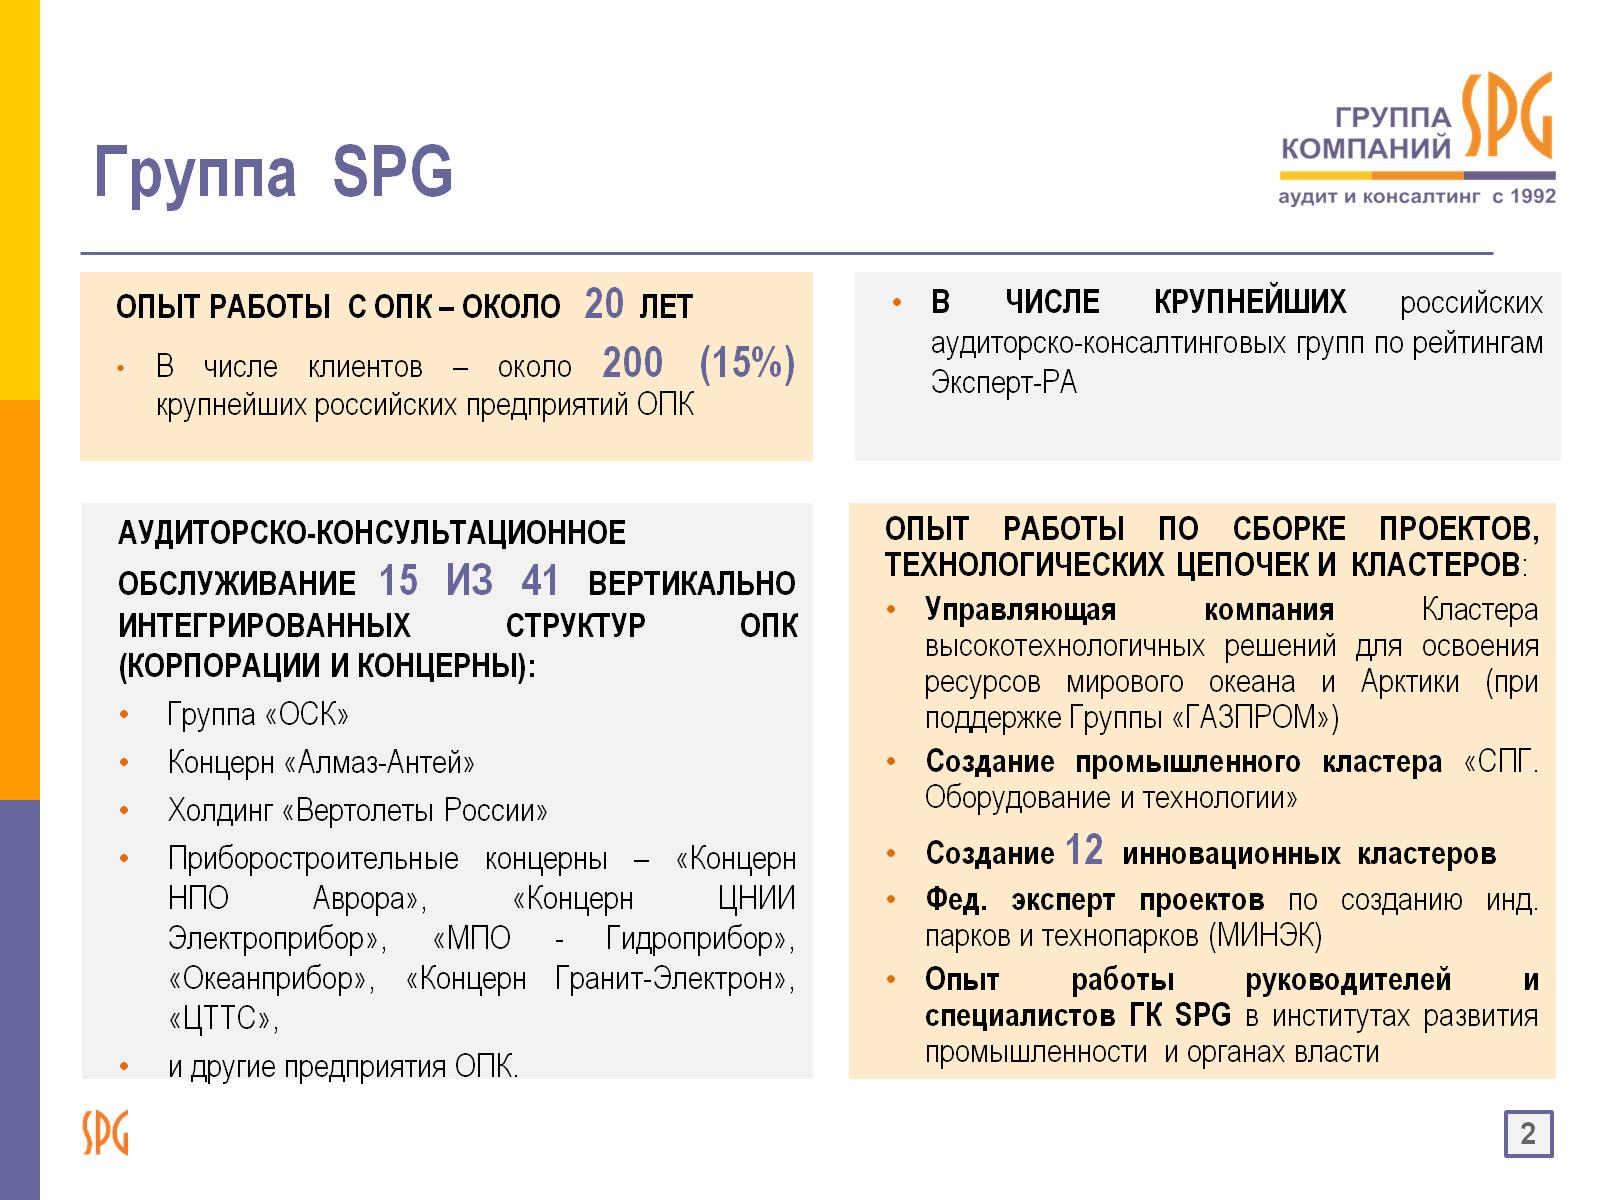 Группа SPG
ГРУППА
КОМПАНИЙ
SPG
аудит и консалтинг с 1992
ОПЫТ РАБОТЫ С ОПК – ОКОЛО 20 ЛЕТ
• В числе клиентов – около 200 (15%)
крупнейших российских предприятий ОПК
• В ЧИСЛЕ КРУПНЕЙШИХ российских
аудиторско-консалтинговых групп по рейтингам
Эксперт-РА
АУДИТОРСКО-КОНСУЛЬТАЦИОННОЕ
ОБСЛУЖИВАНИЕ 15 ИЗ 41 ВЕРТИКАЛЬНО
ИНТЕГРИРОВАННЫХ СТРУКТУР ОПК
(КОРПОРАЦИИ И КОНЦЕРНЫ):
• Группа «ОСК»
• Концерн «Алмаз-Антей»
• Холдинг «Вертолеты России»
• Приборостроительные концерны – «Концерн
НПО Аврора», «Концерн ЦНИИ
Электроприбор», «МПО - Гидроприбор»,
«Океанприбор», «Концерн Гранит-Электрон»,
«ЦТТС»,
• и другие предприятия ОПК.
ОПЫТ РАБОТЫ ПО СБОРКЕ ПРОЕКТОВ,
ТЕХНОЛОГИЧЕСКИХ ЦЕПОЧЕК И КЛАСТЕРОВ:
• Управляющая компания Кластера
высокотехнологичных решений для освоения
ресурсов мирового океана и Арктики (при
поддержке Группы «ГАЗПРОМ»)
• Создание промышленного кластера «СПГ.
Оборудование и технологии»
• Создание 12 инновационных кластеров
• Фед. эксперт проектов по созданию инд.
парков и технопарков (МИНЭК)
• Опыт работы руководителей и
специалистов ГК SPG в институтах развития
промышленности и органах власти
SPG
2